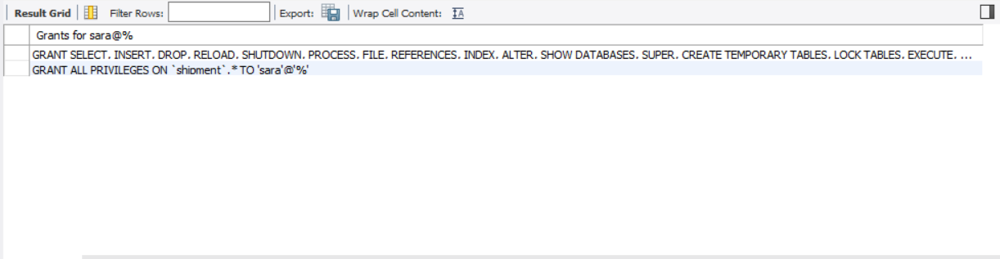 Result Grid Filter Rows: Export: Wrap Cell Content: IA
Grants for sara@%
GRANT SELECT, INSERT, DROP, RELOAD, SHUTDOWN, PROCESS, FILE, REFERENCES, INDEX, ALTER, SHOW DATABASES, SUPER, CREATE TEMPORARY TABLES, LOCK TABLES, EXECUTE, ...
GRANT ALL PRIVILEGES ON `shipment`.* TO 'sara'@'%'